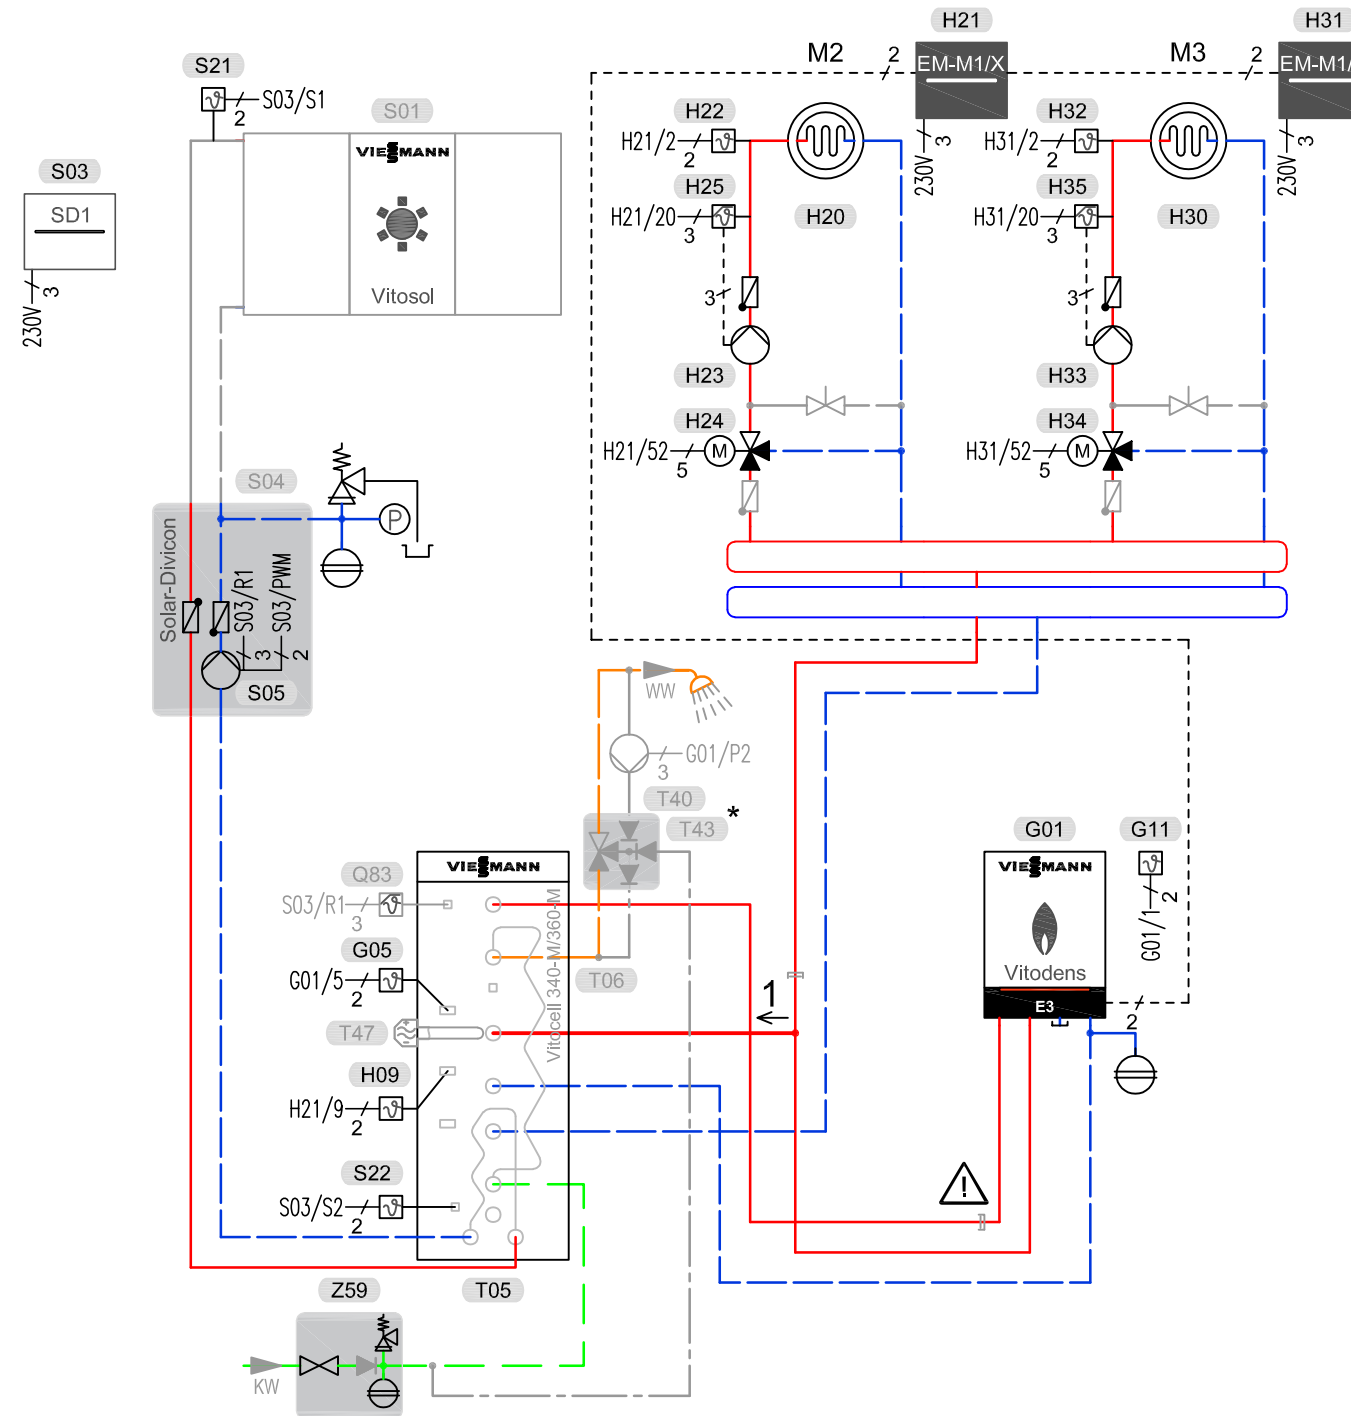 H21
H31
M2
2
EM-M1/X
M3
2
EM-M1/
S21
S03/S1
2
S01
VIESMANN
Vitosol
H22
H21/2
2
H25
H21/20
3
H20
230V
3
H32
H31/2
2
H35
H31/20
3
H30
230V
3
S03
SD1
230V
3
3
3
H23
H33
H24
H21/52
5
M
H34
H31/52
5
M
S04
P
Solar-Divicon
S03/R1
3
S03/PWM
2
S05
WW
G01/P2
3
T40
T43
*
G01
G11
VIESMANN
Vitodens
E3
G01/1
2
2
VIESMANN
Vitocell 340-M/360-M
Q83
S03/R1
3
G05
G01/5
2
T06
T47
1
H09
H21/9
2
S22
S03/S2
2
!
Z59
T05
KW